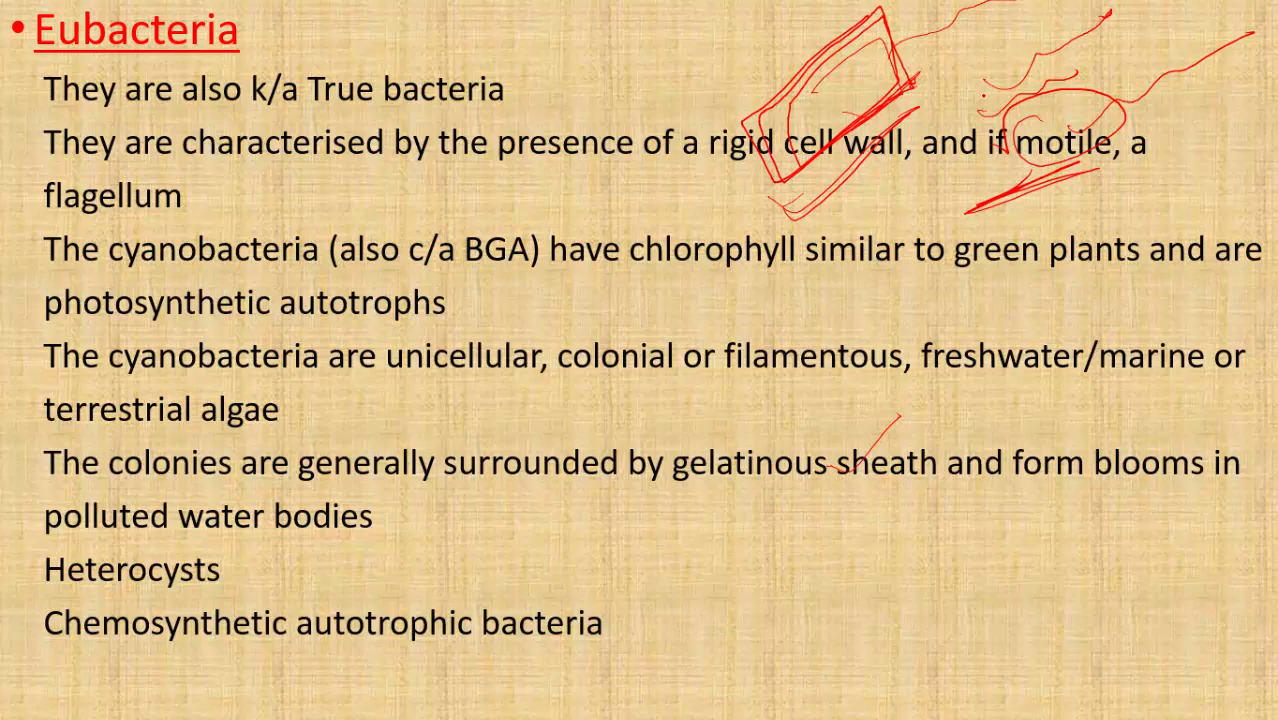 • Eubacteria
They are also k/a True bacteria
They are characterised by the presence of a rigid cell wall, and if motile, a
flagellum
The cyanobacteria (also c/a BGA) have chlorophyll similar to green plants and are
photosynthetic autotrophs
The cyanobacteria are unicellular, colonial or filamentous, freshwater/marine or
terrestrial algae
The colonies are generally surrounded by gelatinous sheath and form blooms in
polluted water bodies
Heterocysts
Chemosynthetic autotrophic bacteria